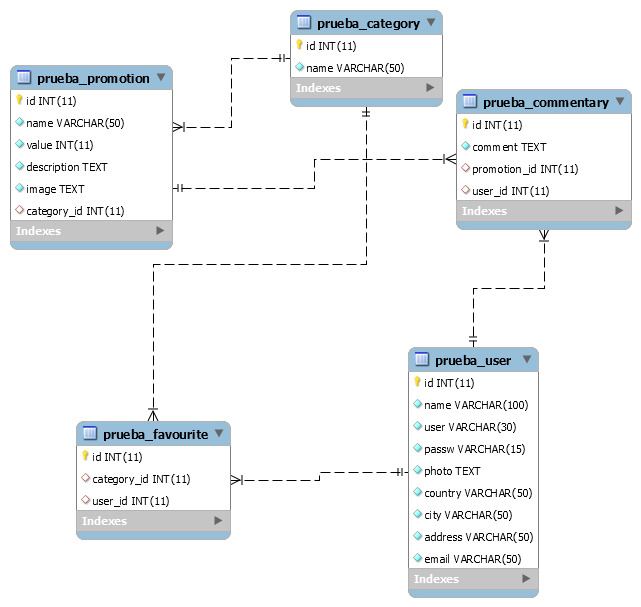 prueba_category
id INT(11)
name VARCHAR(50)
Indexes
prueba_promotion
id INT(11)
name VARCHAR(50)
value INT(11)
description TEXT
image TEXT
category_id INT(11)
Indexes
prueba_commentary
id INT(11)
comment TEXT
promotion_id INT(11)
user_id INT(11)
Indexes
prueba_user
id INT(11)
name VARCHAR(100)
user VARCHAR(30)
passw VARCHAR(15)
photo TEXT
country VARCHAR(50)
city VARCHAR(50)
address VARCHAR(50)
email VARCHAR(50)
Indexes
prueba_favourite
id INT(11)
category_id INT(11)
user_id INT(11)
Indexes